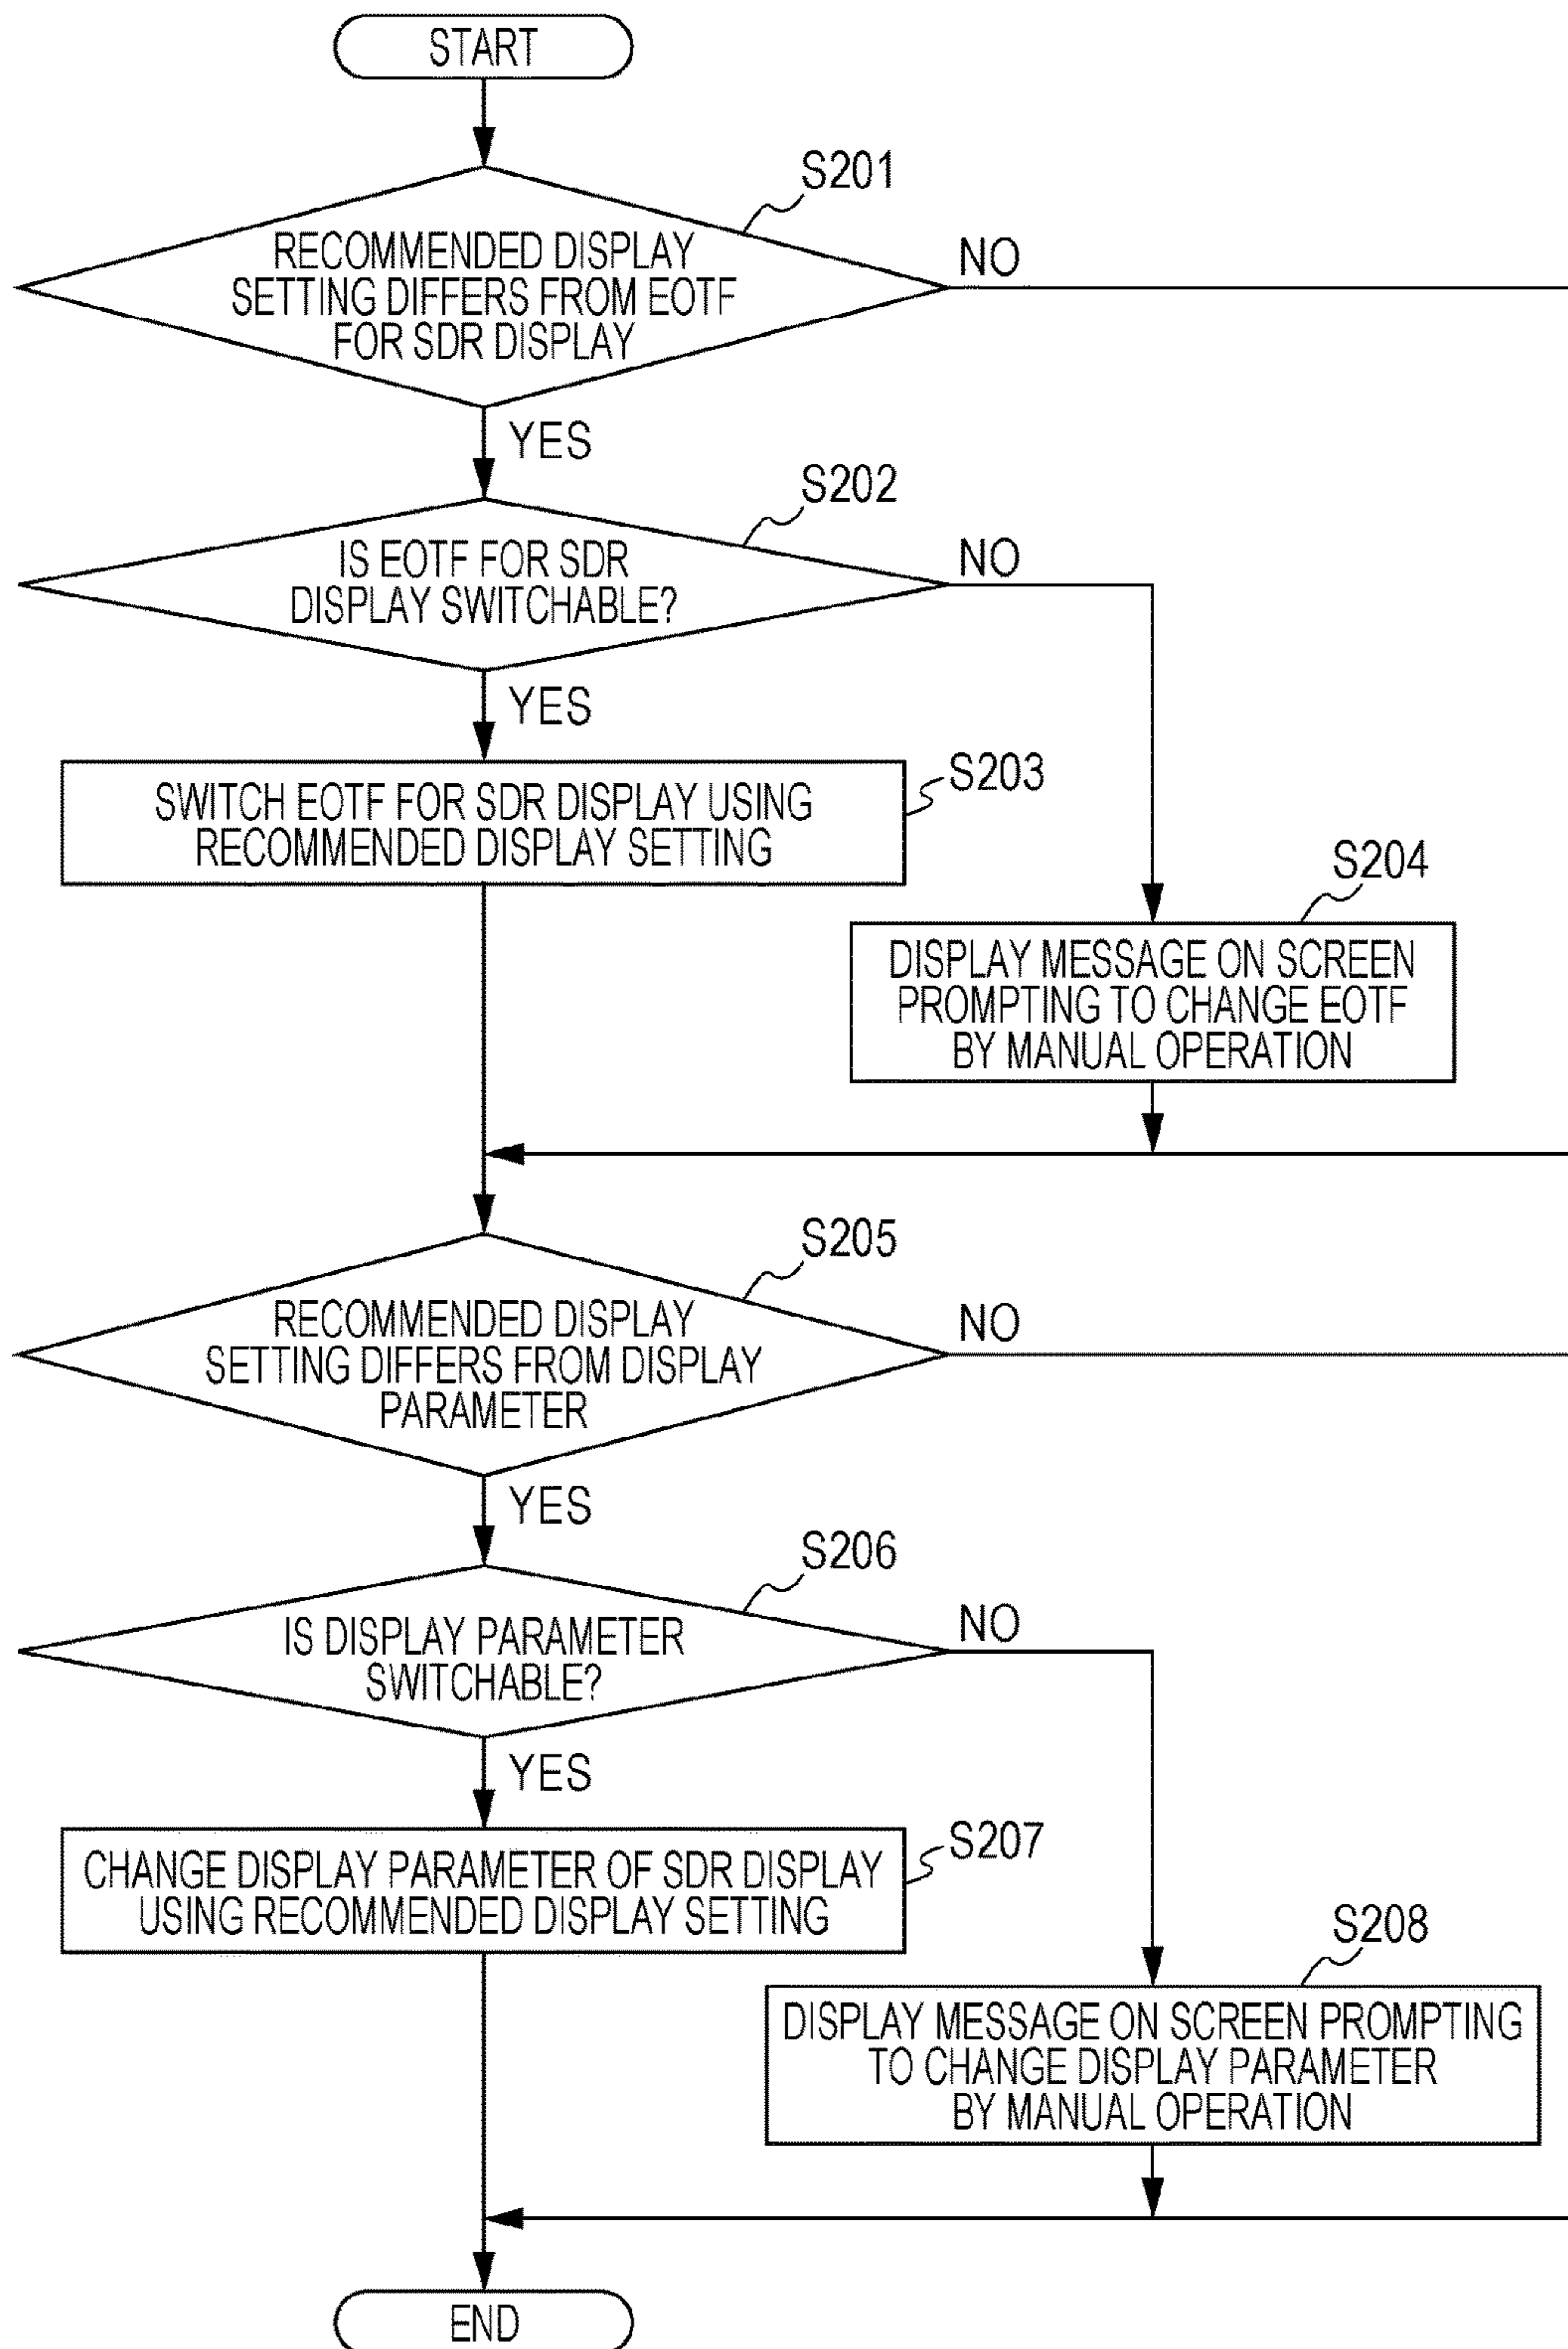 START
S201
RECOMMENDED DISPLAY
SETTING DIFFERS FROM EOTF
FOR SDR DISPLAY
NO
YES
S202
IS EOTF FOR SDR
DISPLAY SWITCHABLE?
NO
YES
S203
SWITCH EOTF FOR SDR DISPLAY USING
RECOMMENDED DISPLAY SETTING
S204
DISPLAY MESSAGE ON SCREEN
PROMPTING TO CHANGE EOTF
BY MANUAL OPERATION
S205
RECOMMENDED DISPLAY
SETTING DIFFERS FROM DISPLAY
PARAMETER
NO
YES
S206
IS DISPLAY PARAMETER
SWITCHABLE?
NO
YES
S207
CHANGE DISPLAY PARAMETER OF SDR DISPLAY
USING RECOMMENDED DISPLAY SETTING
S208
DISPLAY MESSAGE ON SCREEN PROMPTING
TO CHANGE DISPLAY PARAMETER
BY MANUAL OPERATION
END